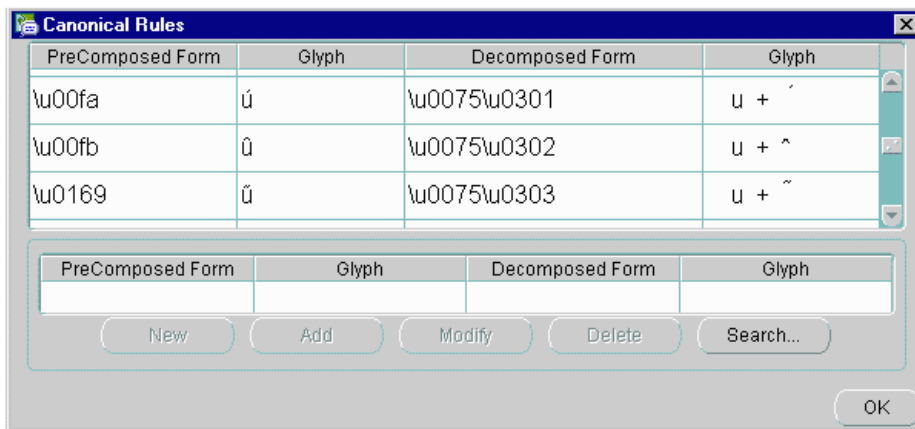 Canonical Rules
PreComposed Form Glyph Decomposed Form Glyph
\u00fa ú \u0075\u0301 u + ´
\u00fb û \u0075\u0302 u + ^
\u0169 ű \u0075\u0303 u + ˜
PreComposed Form Glyph Decomposed Form Glyph
New Add Modify Delete Search...
OK